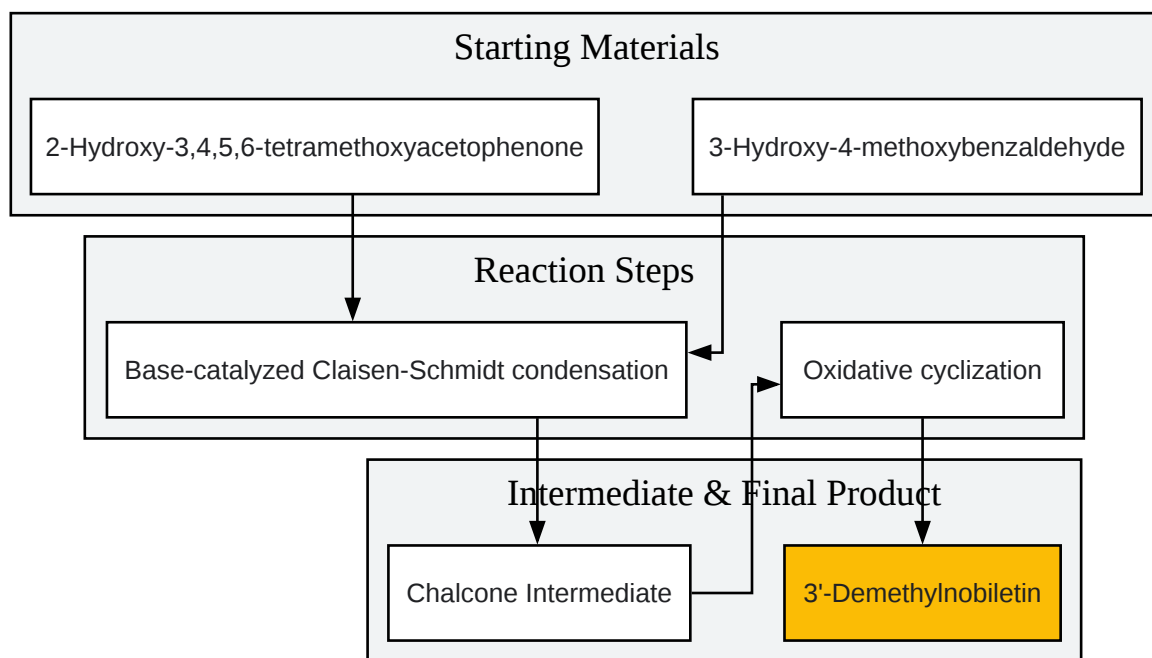 Starting Materials
2-Hydroxy-3,4,5,6-tetramethoxyacetophenone
3-Hydroxy-4-methoxybenzaldehyde
Reaction Steps
Base-catalyzed Claisen-Schmidt condensation
Oxidative cyclization
Intermediate & Final Product
Chalcone Intermediate
3'-Demethylnobiletin